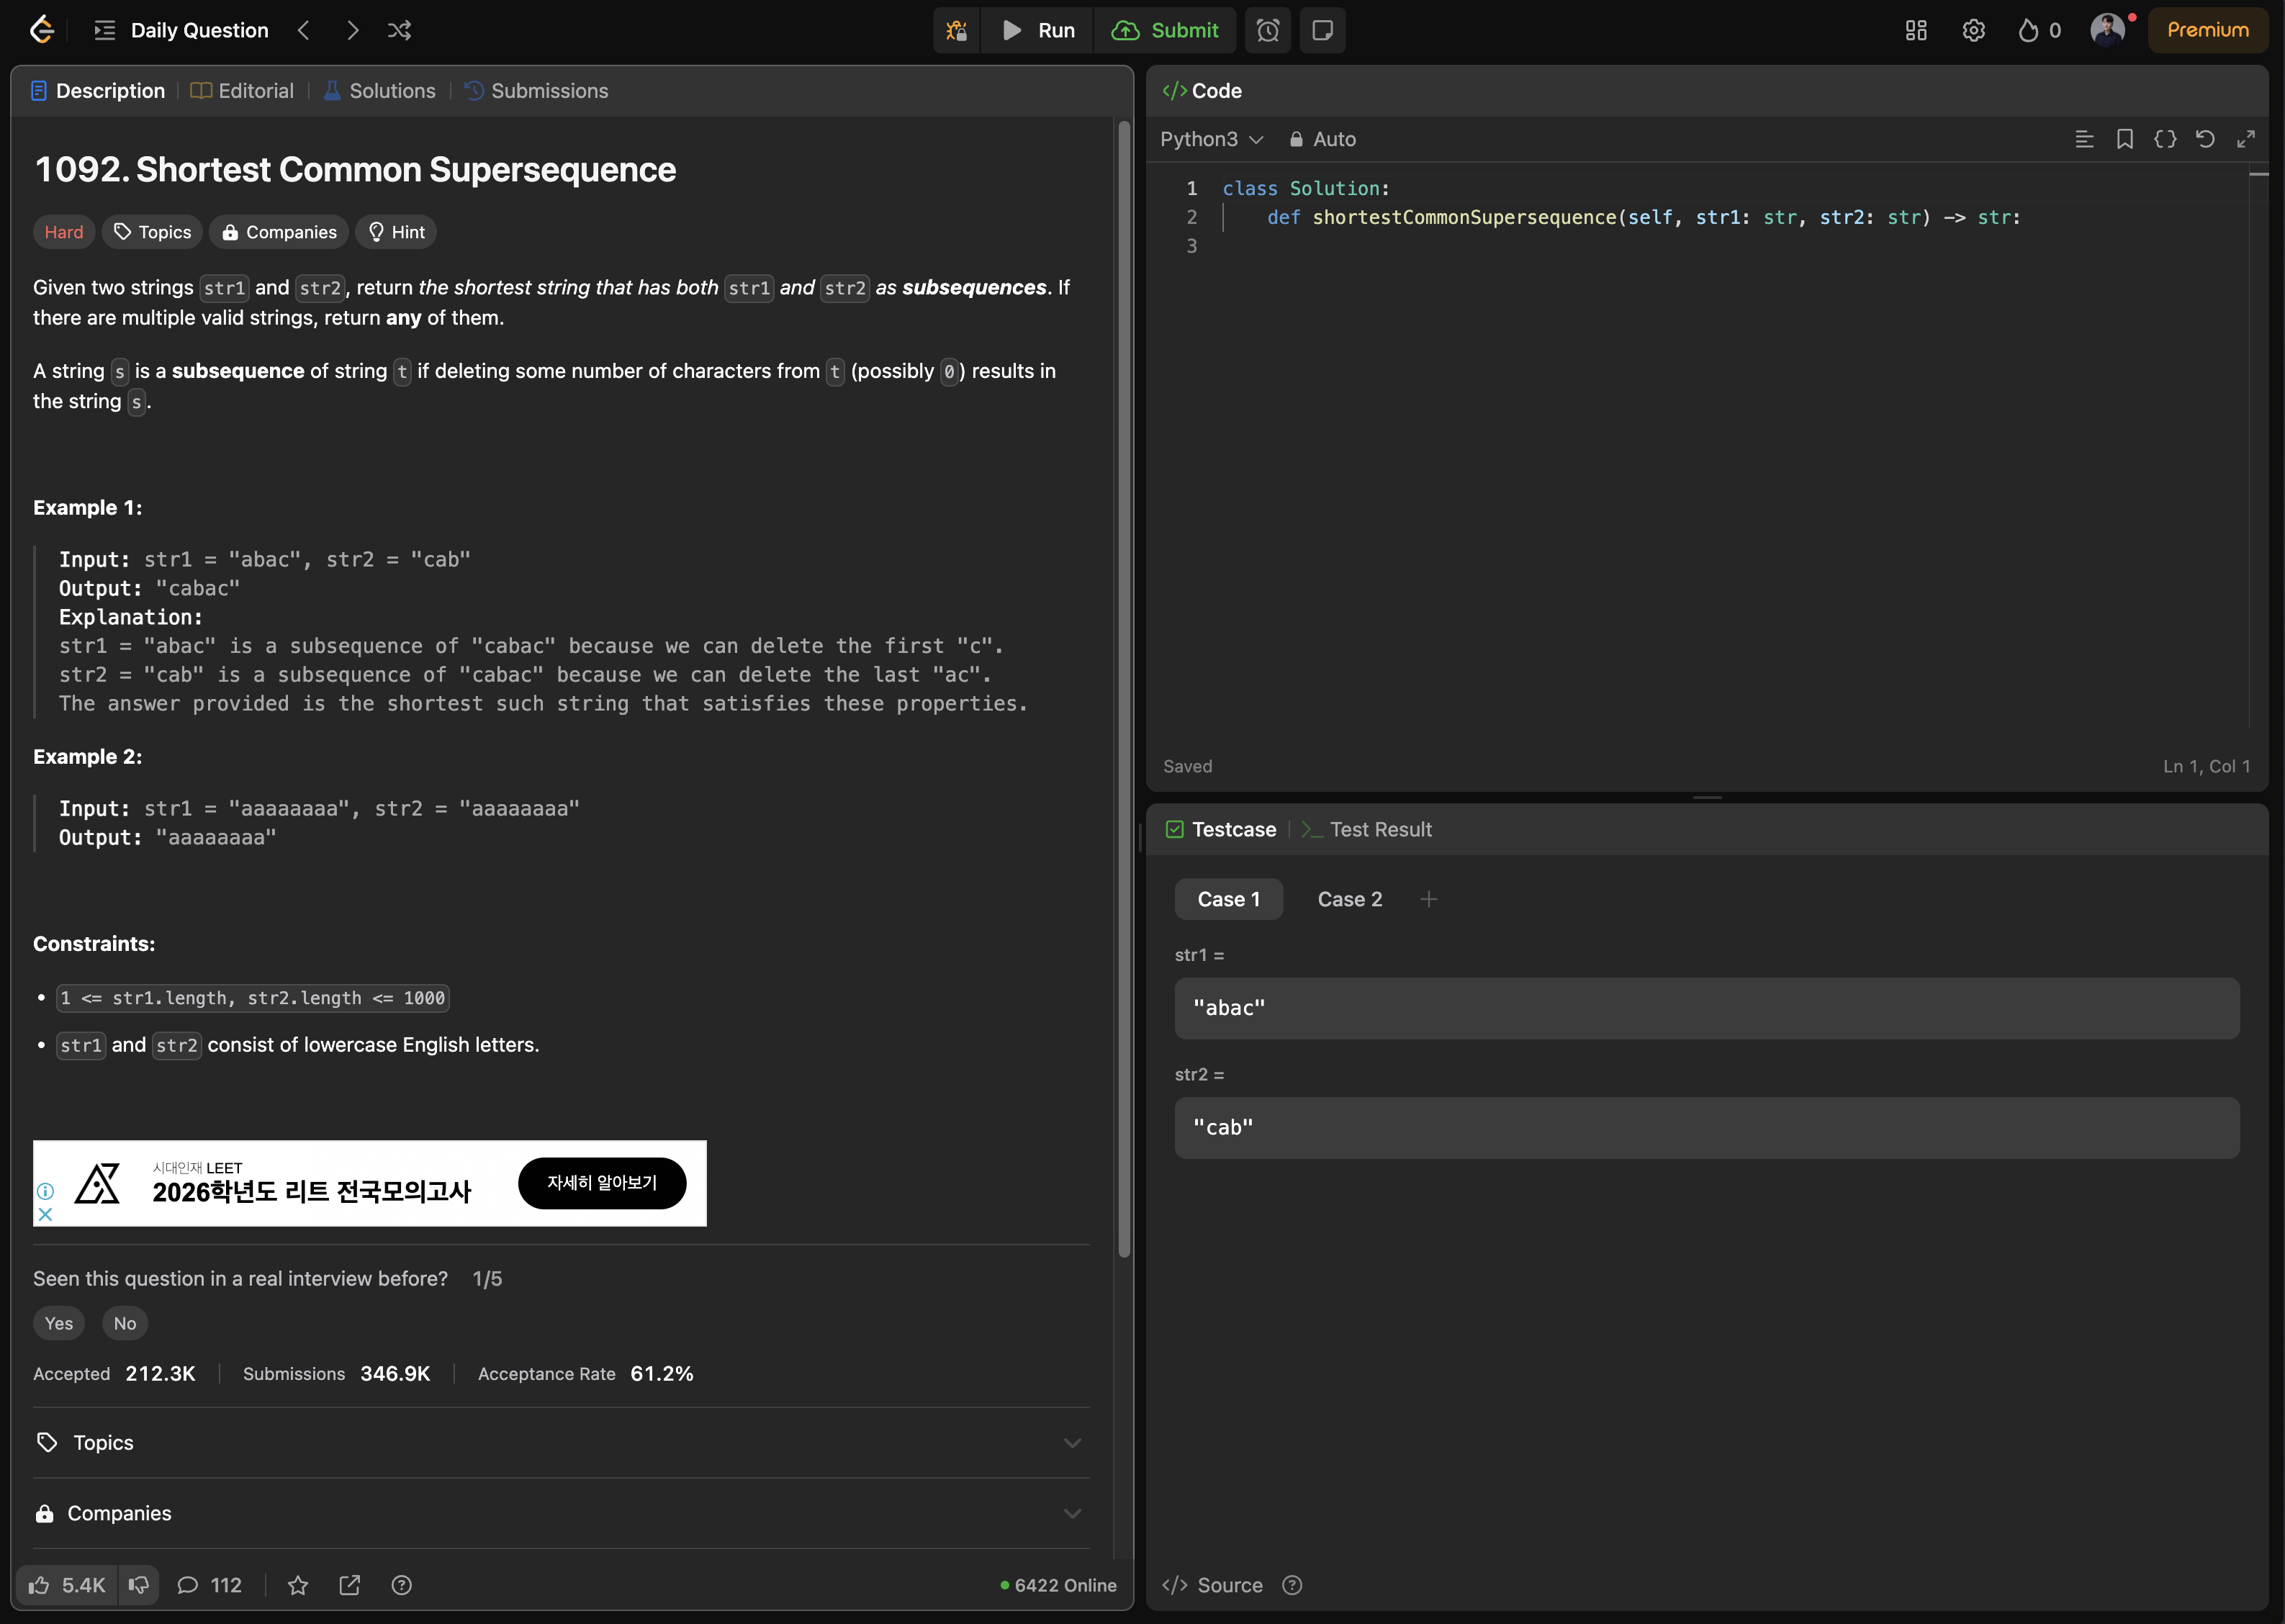 Daily Question
Run
Submit
0
Premium
Description
Editorial
Solutions
Submissions
1092. Shortest Common Supersequence
Hard
Topics
Companies
Hint
Given two strings str1 and str2, return the shortest string that has both str1 and str2 as subsequences. If
there are multiple valid strings, return any of them.
A string s is a subsequence of string t if deleting some number of characters from t (possibly 0) results in
the string s.
Example 1:
Input: str1 = "abac", str2 = "cab"
Output: "cabac"
Explanation:
str1 = "abac" is a subsequence of "cabac" because we can delete the first "c".
str2 = "cab" is a subsequence of "cabac" because we can delete the last "ac".
The answer provided is the shortest such string that satisfies these properties.
Example 2:
Input: str1 = "aaaaaaaa", str2 = "aaaaaaaa"
Output: "aaaaaaaa"
Constraints:
• 1 <= str1.length, str2.length <= 1000
• str1 and str2 consist of lowercase English letters.
시대인재 LEET
2026학년도 리트 전국모의고사
자세히 알아보기
Seen this question in a real interview before? 1/5
Yes
No
Accepted 212.3K
Submissions 346.9K
Acceptance Rate 61.2%
Topics
Companies
5.4K
112
6422 Online
</> Code
Python3
Auto
1 class Solution:
2     def shortestCommonSupersequence(self, str1: str, str2: str) -> str:
3
Saved
Ln 1, Col 1
Testcase
>_ Test Result
Case 1
Case 2
+
str1 =
"abac"
str2 =
"cab"
</> Source